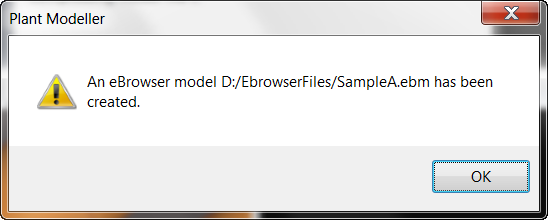 Plant Modeller
An eBrowser model D:/EbrowserFiles/SampleA.ebm has been
created.
OK